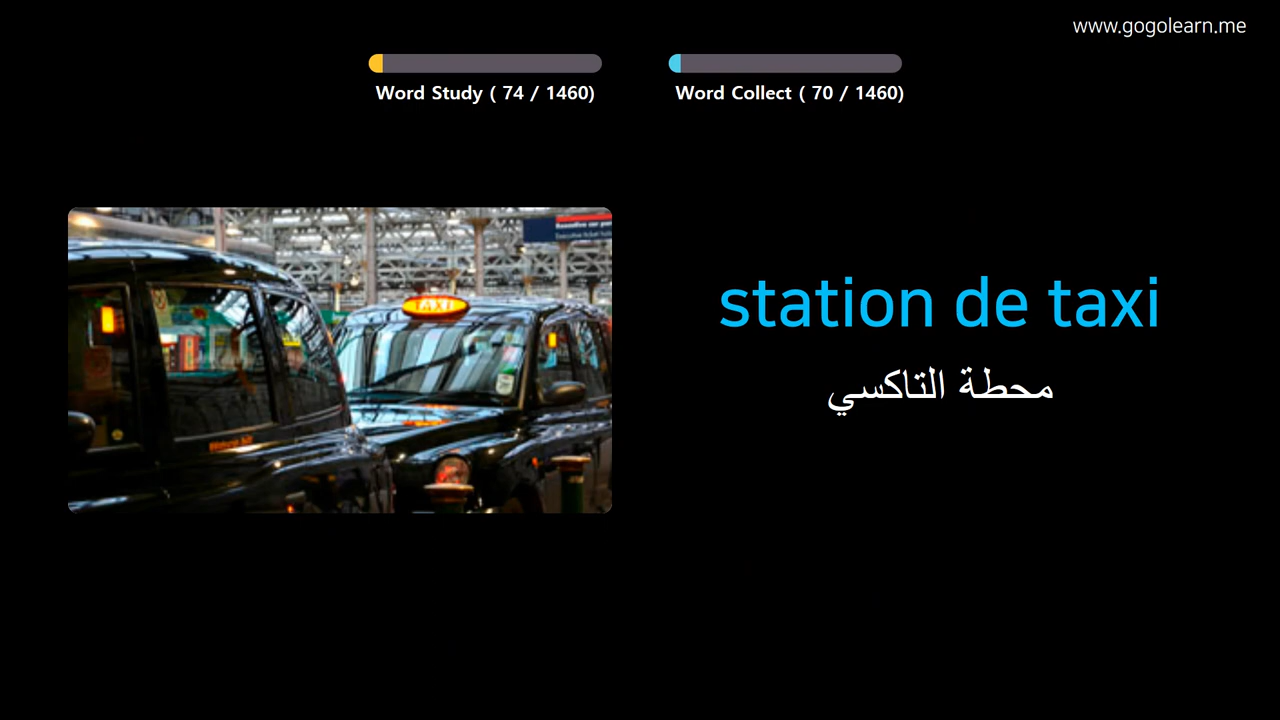 www.gogolearn.me
Word Study ( 74 / 1460)
Word Collect ( 70 / 1460)
station de taxi
محطة التاكسي
TAXI